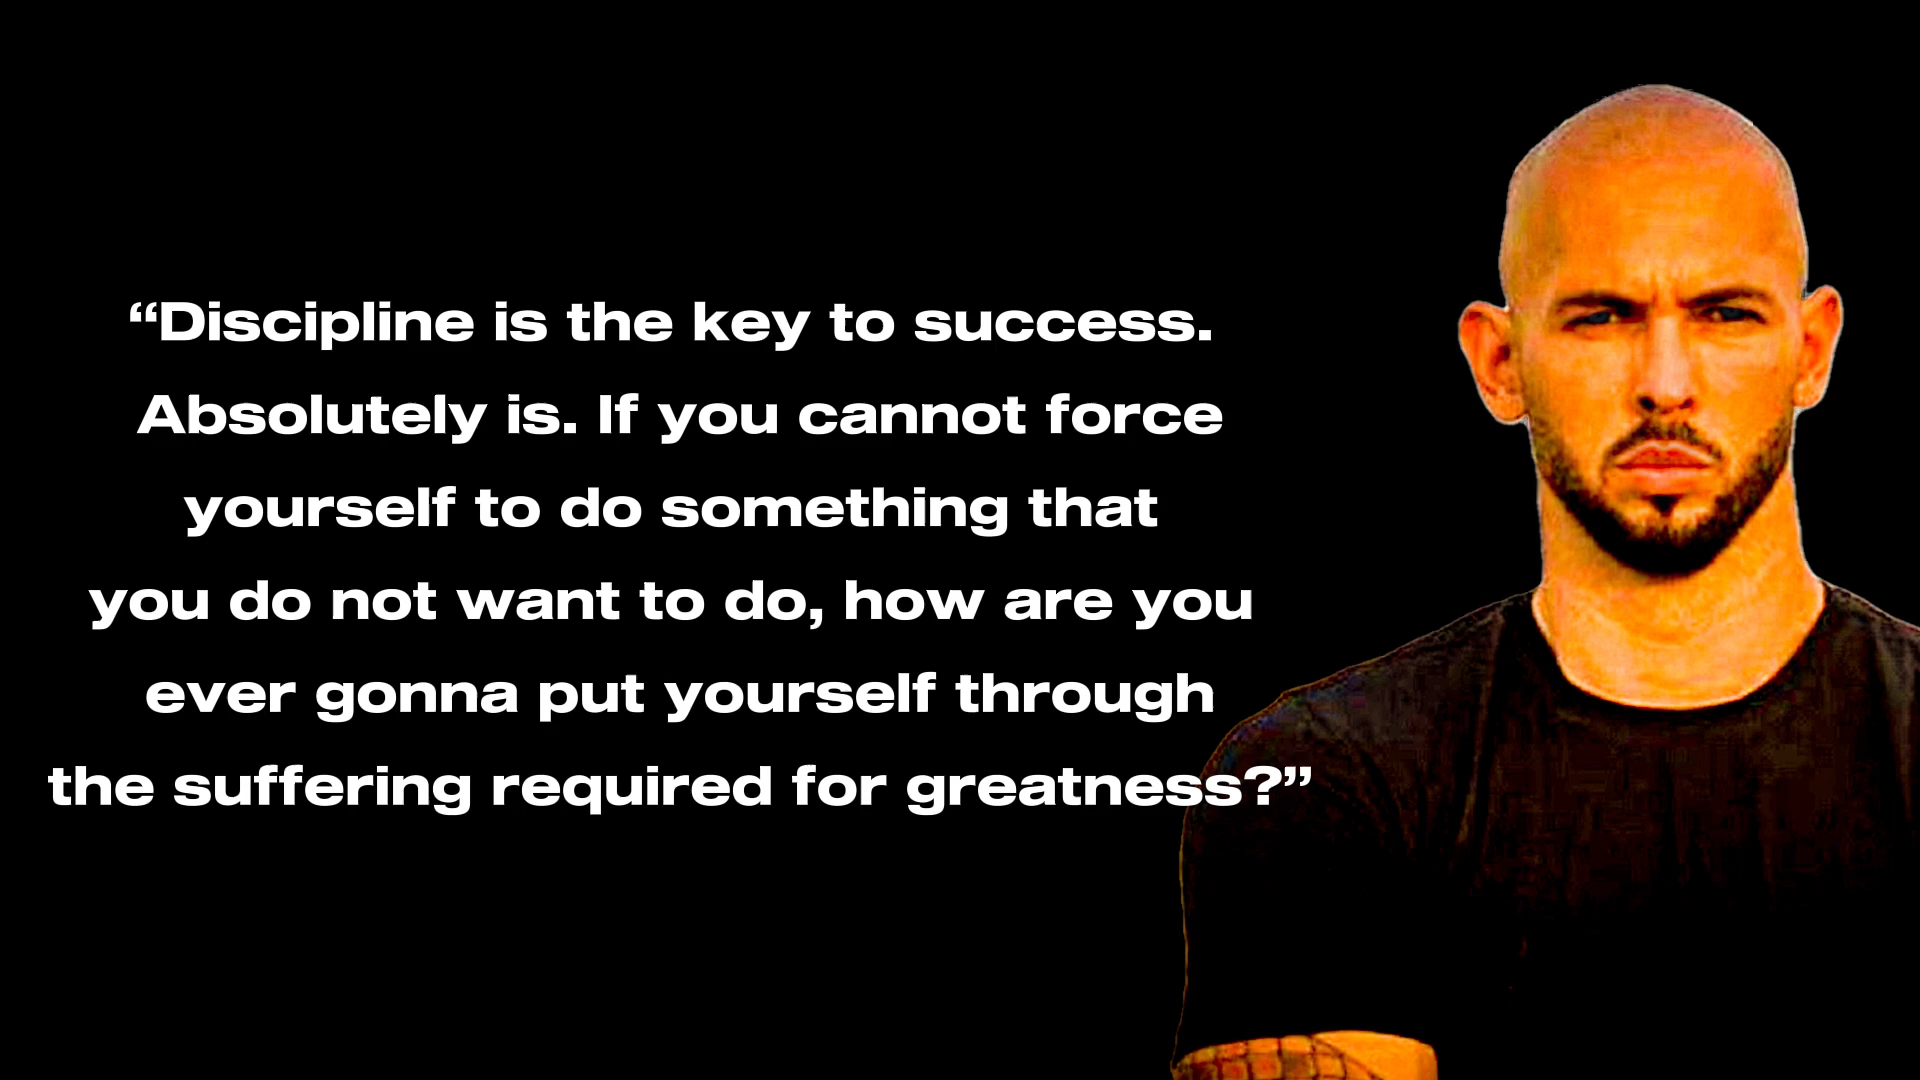 “Discipline is the key to success.
Absolutely is. If you cannot force
yourself to do something that
you do not want to do, how are you
ever gonna put yourself through
the suffering required for greatness?”